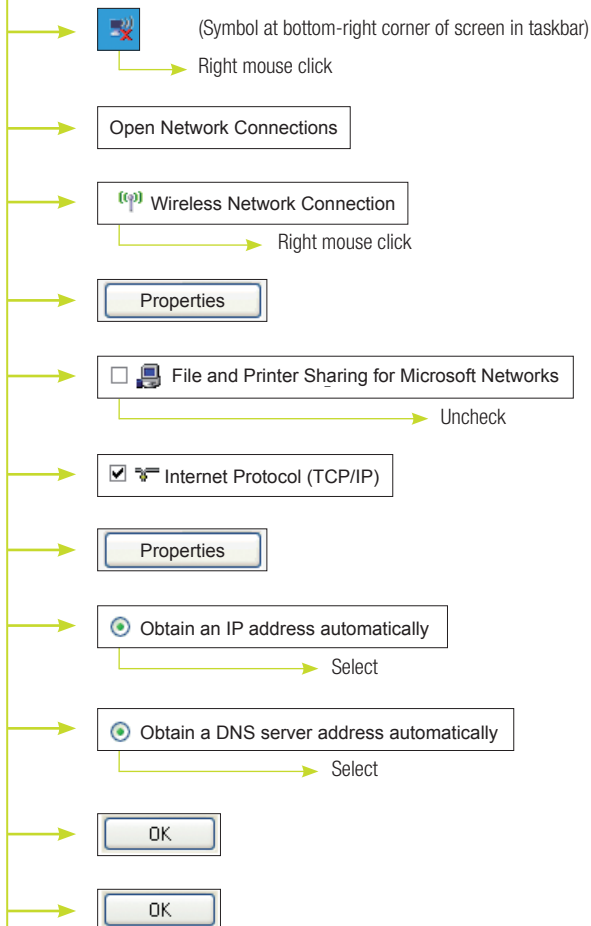 (Symbol at bottom-right corner of screen in taskbar)
Right mouse click
Open Network Connections
Wireless Network Connection
Right mouse click
Properties
File and Printer Sharing for Microsoft Networks
Uncheck
Internet Protocol (TCP/IP)
Properties
Obtain an IP address automatically
Select
Obtain a DNS server address automatically
Select
OK
OK